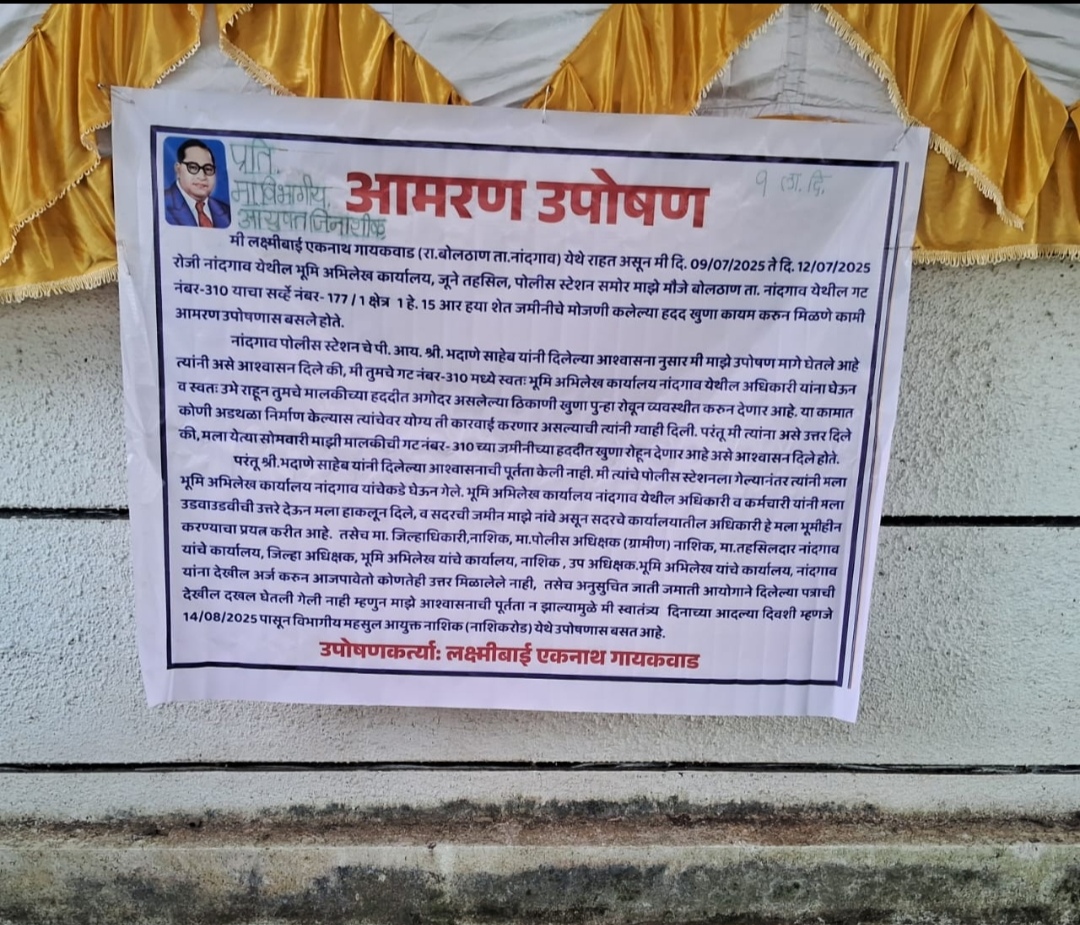 प्रति.
मा.विभागीय.
आयुक्त जिनाशीक
१ ला. दि.
आमरण उपोषण
मी लक्ष्मीबाई एकनाथ गायकवाड (रा.बोलठाण ता.नांदगाव) येथे राहत असून मी दि. 09/07/2025 ते दि. 12/07/2025
रोजी नांदगाव येथील भूमि अभिलेख कार्यालय, जूने तहसिल, पोलीस स्टेशन समोर माझे मौजे बोलठाण ता. नांदगाव येथील गट
नंबर-310 याचा सर्व्हे नंबर- 177 / 1 क्षेत्र 1 हे. 15 आर हया शेत जमीनीचे मोजणी कलेल्या हदद खुणा कायम करुन मिळणे कामी
आमरण उपोषणास बसले होते.
नांदगाव पोलीस स्टेशन चे पी. आय. श्री. भदाणे साहेब यांनी दिलेल्या आश्वासना नुसार मी माझे उपोषण मागे घेतले आहे
त्यांनी असे आश्वासन दिले की, मी तुमचे गट नंबर-310 मध्ये स्वतः भूमि अभिलेख कार्यालय नांदगाव येथील अधिकारी यांना घेऊन
व स्वतः उभे राहून तुमचे मालकीच्या हददीत अगोदर असलेल्या ठिकाणी खुणा पुन्हा रोवून व्यवस्थीत करुन देणार आहे. या कामात
कोणी अडथळा निर्माण केल्यास त्यांचेवर योग्य ती कारवाई करणार असल्याची त्यांनी ग्वाही दिली. परंतू मी त्यांना असे उत्तर दिले
की, मला येत्या सोमवारी माझी मालकीची गट नंबर- 310 च्या जमीनीच्या हददीत खुणा रोहून देणार आहे असे आश्वासन दिले होते.
परंतू श्री.भदाणे साहेब यांनी दिलेल्या आश्वासनाची पूर्तता केली नाही. मी त्यांचे पोलीस स्टेशनला गेल्यानंतर त्यांनी मला
भूमि अभिलेख कार्यालय नांदगाव यांचेकडे घेऊन गेले. भूमि अभिलेख कार्यालय नांदगाव येथील अधिकारी व कर्मचारी यांनी मला
उडवाउडवीची उत्तरे देऊन मला हाकलून दिले, व सदरची जमीन माझे नांवे असून सदरचे कार्यालयातील अधिकारी हे मला भूमीहीन
करण्याचा प्रयत्न करीत आहे. तसेच मा. जिल्हाधिकारी,नाशिक, मा.पोलीस अधिक्षक (ग्रामीण) नाशिक, मा.तहसिलदार नांदगाव
यांचे कार्यालय, जिल्हा अधिक्षक, भूमि अभिलेख यांचे कार्यालय, नाशिक , उप अधिक्षक.भूमि अभिलेख यांचे कार्यालय, नांदगाव
यांना देखील अर्ज करुन आजपावेतो कोणतेही उत्तर मिळालेले नाही, तसेच अनुसुचित जाती जमाती आयोगाने दिलेल्या पत्राची
देखील दखल घेतली गेली नाही म्हणुन माझे आश्वासनाची पूर्तता न झाल्यामुळे मी स्वातंत्र्य दिनाच्या आदल्या दिवशी म्हणजे
14/08/2025 पासून विभागीय महसुल आयुक्त नाशिक (नाशिकरोड) येथे उपोषणास बसत आहे.
उपोषणकर्त्या: लक्ष्मीबाई एकनाथ गायकवाड